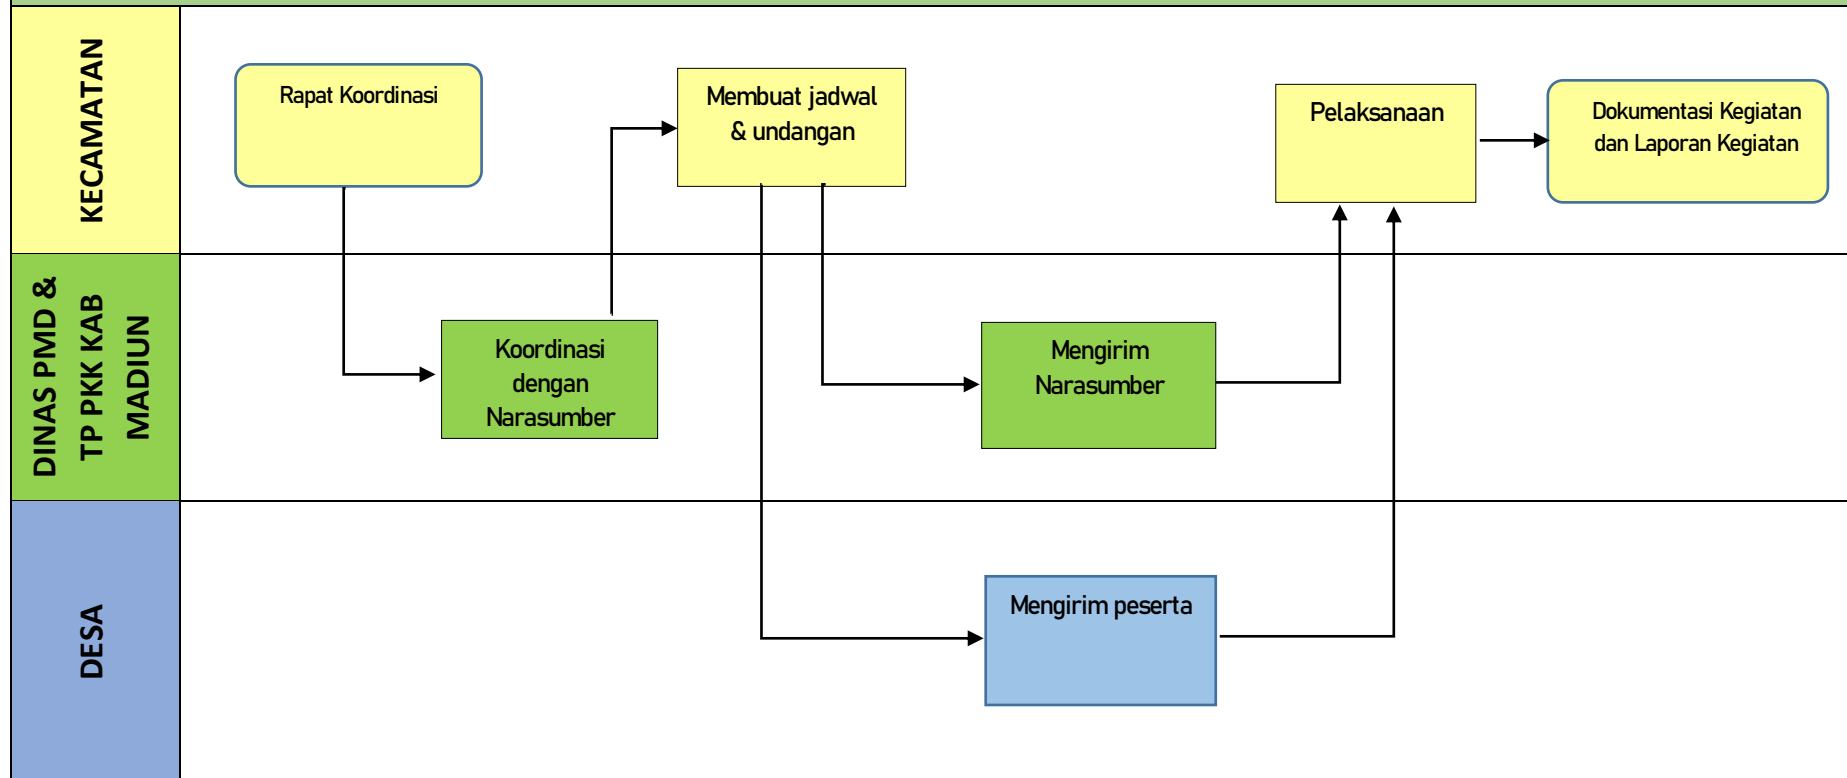 KECAMATAN
Rapat Koordinasi
Membuat jadwal
& undangan
Pelaksanaan
Dokumentasi Kegiatan
dan Laporan Kegiatan
DINAS PMD &
TP PKK KAB
MADIUN
Koordinasi
dengan
Narasumber
Mengirim
Narasumber
DESA
Mengirim peserta